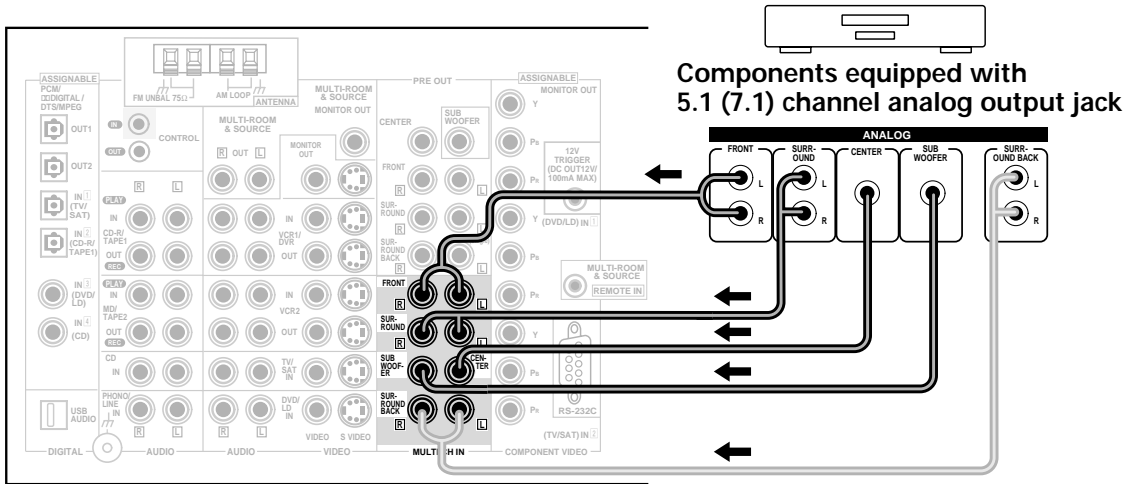 Components equipped with
5.1 (7.1) channel analog output jack
ANALOG
FRONT
SURR-
OUND
CENTER
SUB
WOOFER
SURR-
OUND BACK
L
R
L
R
L
R
ASSIGNABLE
PCM/
DIGITAL /
DTS/MPEG
OUT1
OUT2
IN 1
(TV/
SAT)
IN 2
(CD-R/
TAPE1)
IN 3
(DVD/
LD)
IN 4
(CD)
USB
AUDIO
DIGITAL
FM UNBAL 75Ω
AM LOOP
ANTENNA
IN
OUT
CONTROL
R
L
PLAY
IN
CD-R/
TAPE1
OUT
REC
PLAY
IN
MD/
TAPE2
OUT
REC
CD
IN
PHONO/
LINE
IN
R
L
AUDIO
MULTI-ROOM
& SOURCE
R OUT L
R
L
AUDIO
MULTI-ROOM
& SOURCE
MONITOR OUT
MONITOR
OUT
IN
VCR1/
DVR
OUT
IN
VCR2
OUT
TV/
SAT
IN
DVD/
LD
IN
VIDEO
S VIDEO
VIDEO
PRE OUT
CENTER
SUB
WOOFER
FRONT
R
L
SUR-
ROUND
R
L
SUR-
ROUND
BACK
R
L
FRONT
R
L
SUR-
ROUND
R
L
SUB
WOOF-
ER
CEN-
TER
SUR-
ROUND
BACK
R
L
MULTI CH IN
ASSIGNABLE
MONITOR OUT
Y
PB
PR
12V
TRIGGER
(DC OUT12V/
100mA MAX)
Y
(DVD/LD) IN 1
PB
MULTI-ROOM
& SOURCE
REMOTE IN
PR
Y
PB
RS-232C
PR
(TV/SAT) IN 2
COMPONENT VIDEO